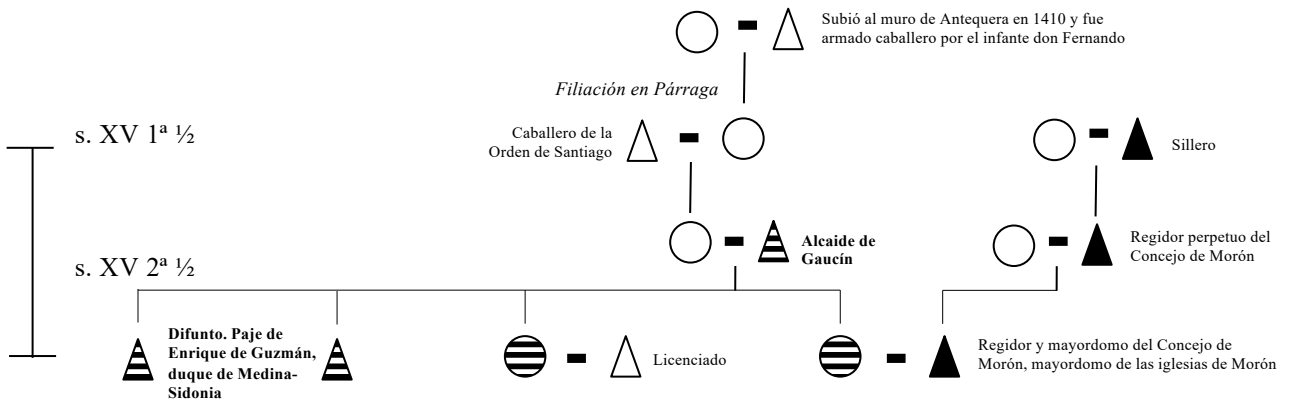 Subió al muro de Antequera en 1410 y fue
armado caballero por el infante don Fernando
Filiación en Párraga
s. XV 1ª ½
Caballero de la
Orden de Santiago
Sillero
Alcaide de
Gaucín
Regidor perpetuo del
Concejo de Morón
s. XV 2ª ½
Difunto. Paje de
Enrique de Guzmán,
duque de Medina-
Sidonia
Licenciado
Regidor y mayordomo del Concejo de
Morón, mayordomo de las iglesias de Morón